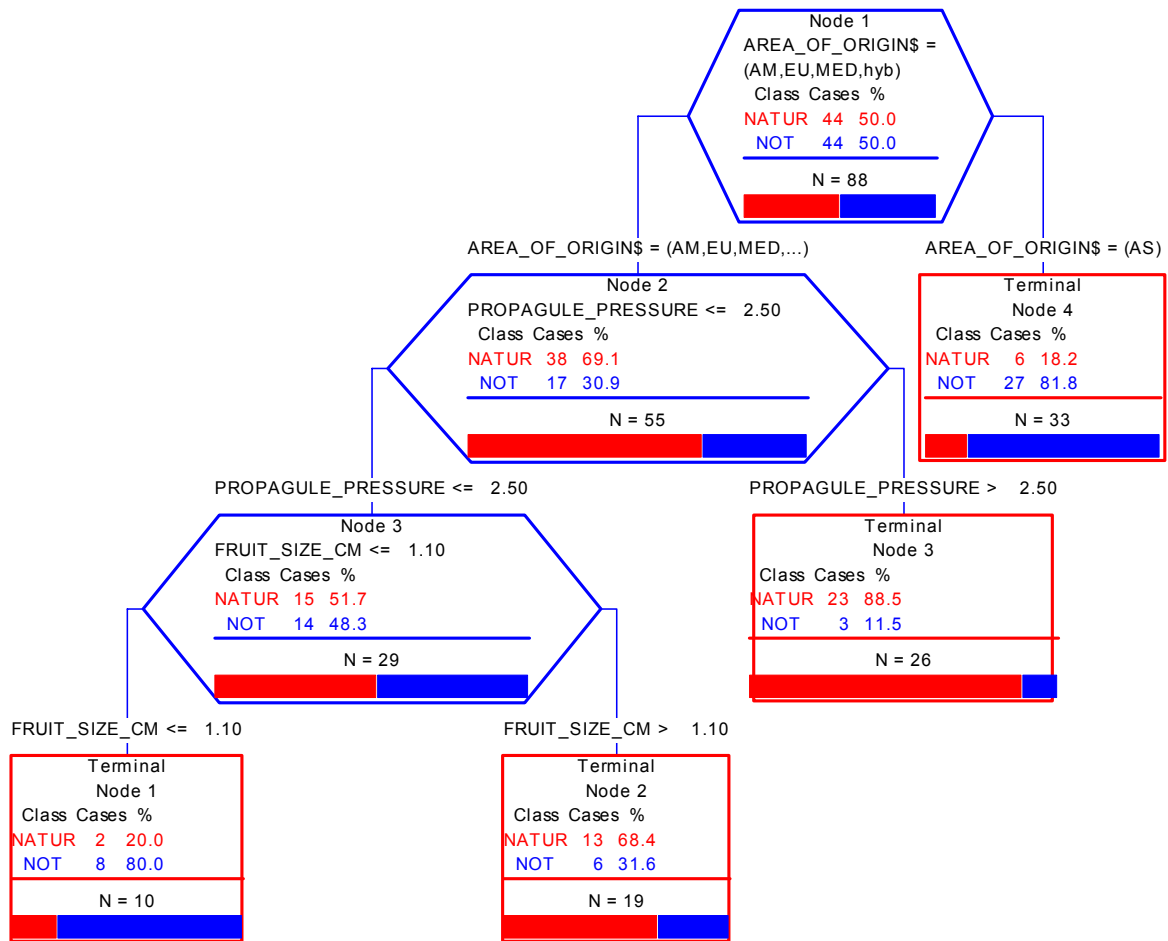 Node 1
AREA_OF_ORIGIN$ =
(AM,EU,MED,hyb)
Class Cases %
NATUR 44 50.0
NOT 44 50.0
N = 88
AREA_OF_ORIGIN$ = (AM,EU,MED,...)
AREA_OF_ORIGIN$ = (AS)
Node 2
PROPAGULE_PRESSURE <= 2.50
Class Cases %
NATUR 38 69.1
NOT 17 30.9
N = 55
Terminal
Node 4
Class Cases %
NATUR 6 18.2
NOT 27 81.8
N = 33
PROPAGULE_PRESSURE <= 2.50
PROPAGULE_PRESSURE > 2.50
Node 3
FRUIT_SIZE_CM <= 1.10
Class Cases %
NATUR 15 51.7
NOT 14 48.3
N = 29
Terminal
Node 3
Class Cases %
NATUR 23 88.5
NOT 3 11.5
N = 26
FRUIT_SIZE_CM <= 1.10
FRUIT_SIZE_CM > 1.10
Terminal
Node 1
Class Cases %
NATUR 2 20.0
NOT 8 80.0
N = 10
Terminal
Node 2
Class Cases %
NATUR 13 68.4
NOT 6 31.6
N = 19